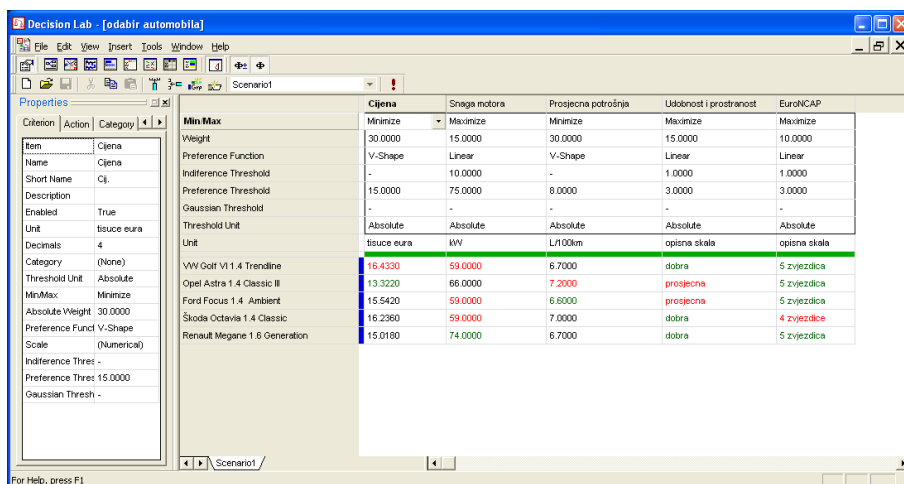 Decision Lab - [odabir automobila]
File Edit View Insert Tools Window Help
Scenario1
Properties
Criterion Action Category
Item Cijena
Name Cijena
Short Name Cij.
Description
Enabled True
Unit tisuce eura
Decimals 4
Category (None)
Threshold Unit Absolute
Min/Max Minimize
Absolute Weight 30.0000
Preference Funct V-Shape
Scale (Numerical)
Indiference Thres -
Preference Thres 15.0000
Gaussian Thresh -
Cijena Snaga motora Prosjecna potrošnja Udobnost i prostranost EuroNCAP
Min/Max Minimize Maximize Minimize Maximize Maximize
Weight 30.0000 15.0000 30.0000 15.0000 10.0000
Preference Function V-Shape Linear V-Shape Linear Linear
Indiference Threshold - 10.0000 - 1.0000 1.0000
Preference Threshold 15.0000 75.0000 8.0000 3.0000 3.0000
Gaussian Threshold - - - - -
Threshold Unit Absolute Absolute Absolute Absolute Absolute
Unit tisuce eura kW L/100km opisna skala opisna skala
VW Golf VI 1.4 Trendline 16.4330 59.0000 6.7000 dobra 5 zvjezdica
Opel Astra 1.4 Classic III 13.3220 66.0000 7.2000 prosjecna 5 zvjezdica
Ford Focus 1.4 Ambient 15.5420 59.0000 6.6000 prosjecna 5 zvjezdica
Škoda Octavia 1.4 Classic 16.2360 59.0000 7.0000 dobra 4 zvjezdice
Renault Megane 1.6 Generation 15.0180 74.0000 6.7000 dobra 5 zvjezdica
Scenario1
For Help, press F1